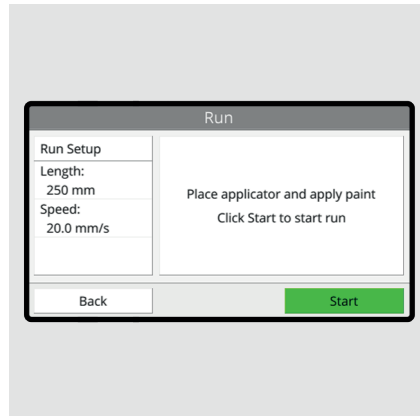 Run
Run Setup
Length:
250 mm
Speed:
20.0 mm/s
Place applicator and apply paint
Click Start to start run
Back
Start